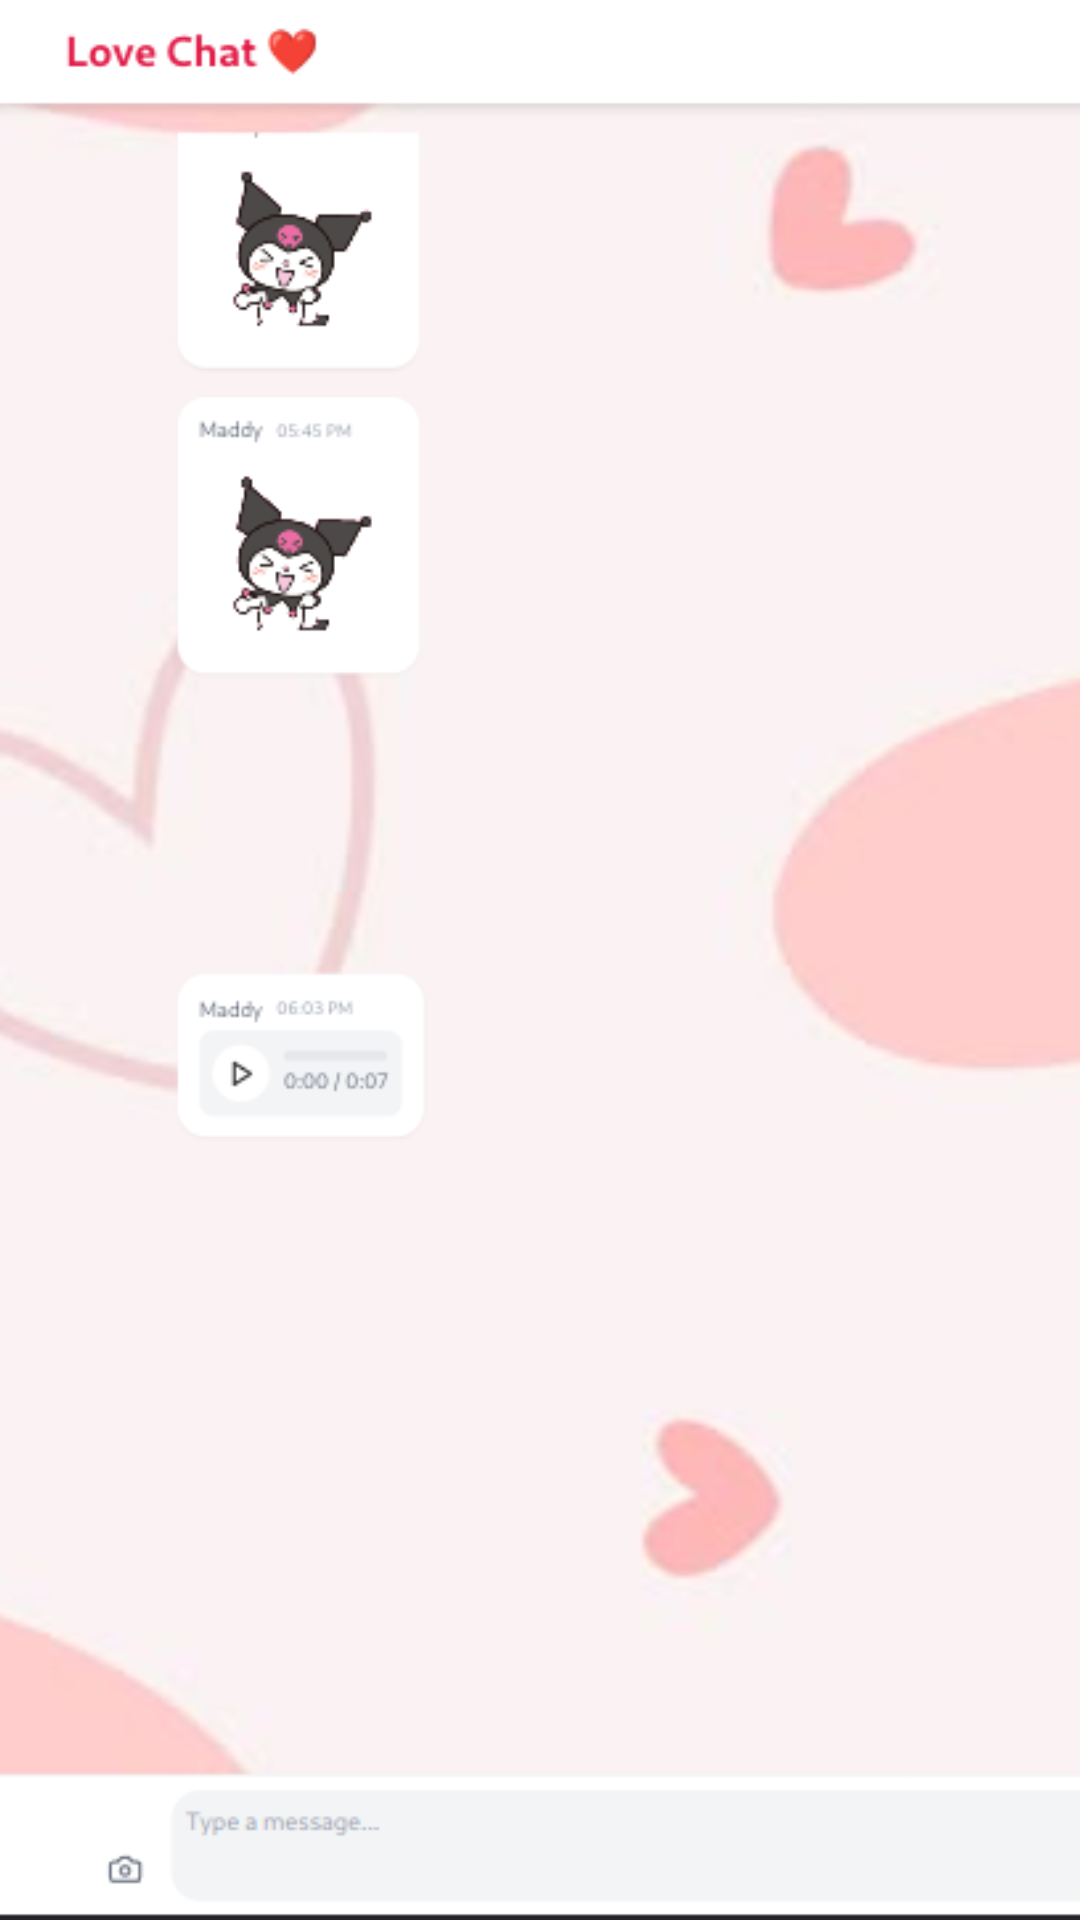 Love Chat ❤️
Maddy 05:45 PM
Maddy 06:03 PM
0:00 / 0:07
Type a message...